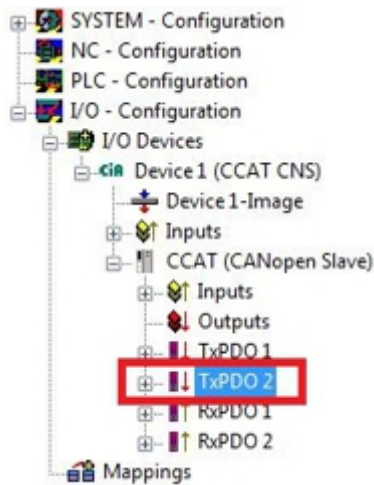 SYSTEM - Configuration
NC - Configuration
PLC - Configuration
I/O - Configuration
I/O Devices
CiA Device 1 (CCAT CNS)
Device 1-Image
Inputs
CCAT (CANopen Slave)
Inputs
Outputs
TxPDO 1
TxPDO 2
RxPDO 1
RxPDO 2
Mappings